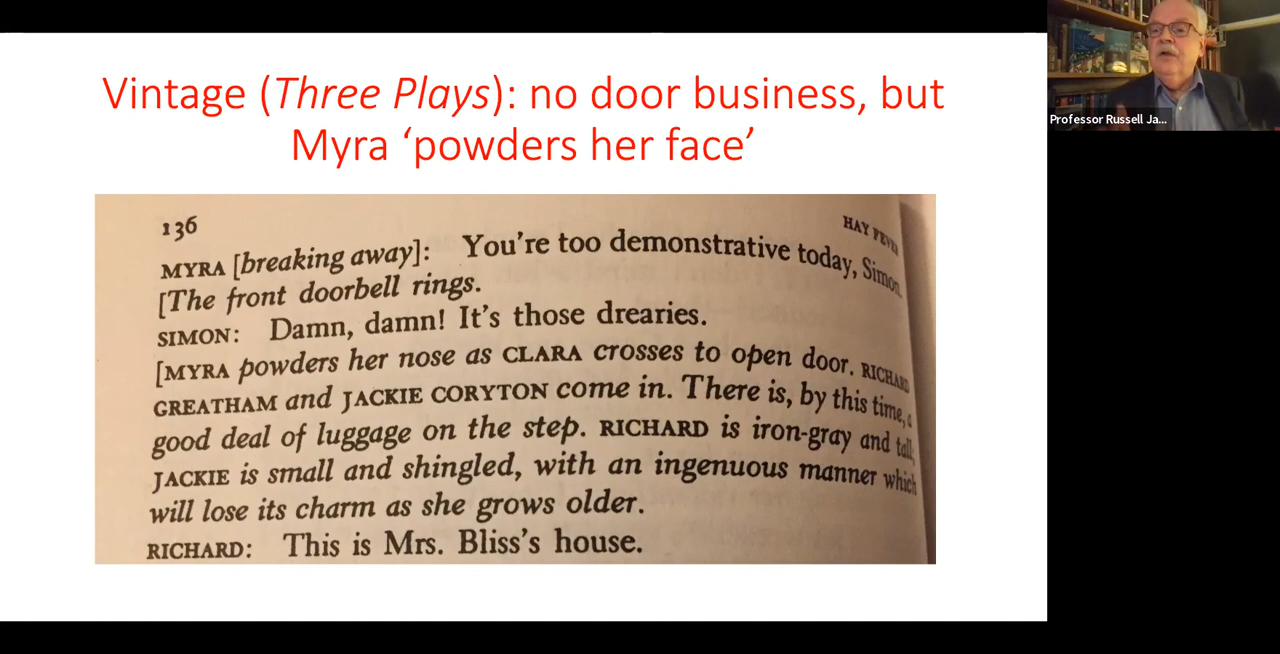 Vintage (Three Plays): no door business, but
Myra ‘powders her face’
Professor Russell Ja...
136
HAY FEVER
MYRA [breaking away]: You're too demonstrative today, Simon.
[The front doorbell rings.
SIMON: Damn, damn! It's those drearies.
[MYRA powders her nose as CLARA crosses to open door. RICHARD
GREATHAM and JACKIE CORYTON come in. There is, by this time, a
good deal of luggage on the step. RICHARD is iron-gray and tall;
JACKIE is small and shingled, with an ingenuous manner which
will lose its charm as she grows older.
RICHARD: This is Mrs. Bliss's house.